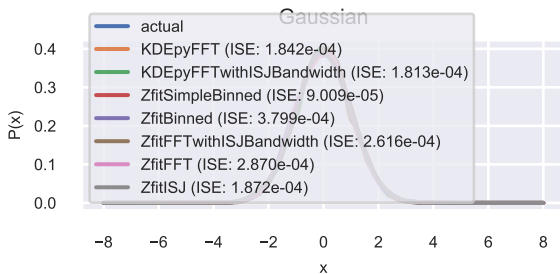 Gaussian
actual
KDEpyFFT (ISE: 1.842e-04)
KDEpyFFTwithISJBandwidth (ISE: 1.813e-04)
ZfitSimpleBinned (ISE: 9.009e-05)
ZfitBinned (ISE: 3.799e-04)
ZfitFFTwithISJBandwidth (ISE: 2.616e-04)
ZfitFFT (ISE: 2.870e-04)
ZfitISJ (ISE: 1.872e-04)
P(x)
0.4
0.3
0.2
0.1
0.0
−8 −6 −4 −2 0 2 4 6 8
x